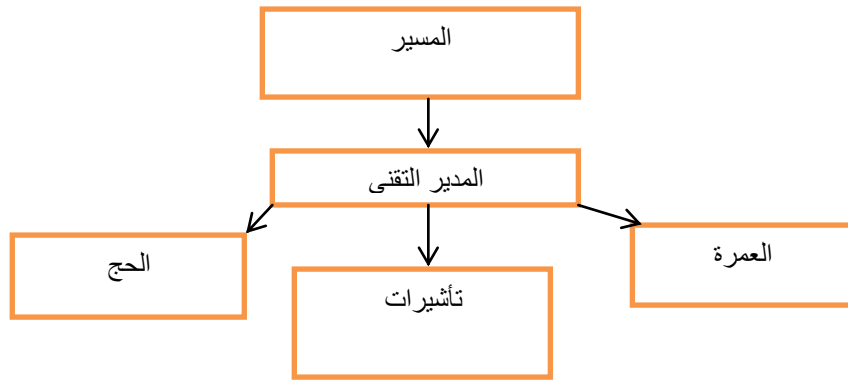 المسير
المدير التقنى
العمرة
تأشيرات
الحج